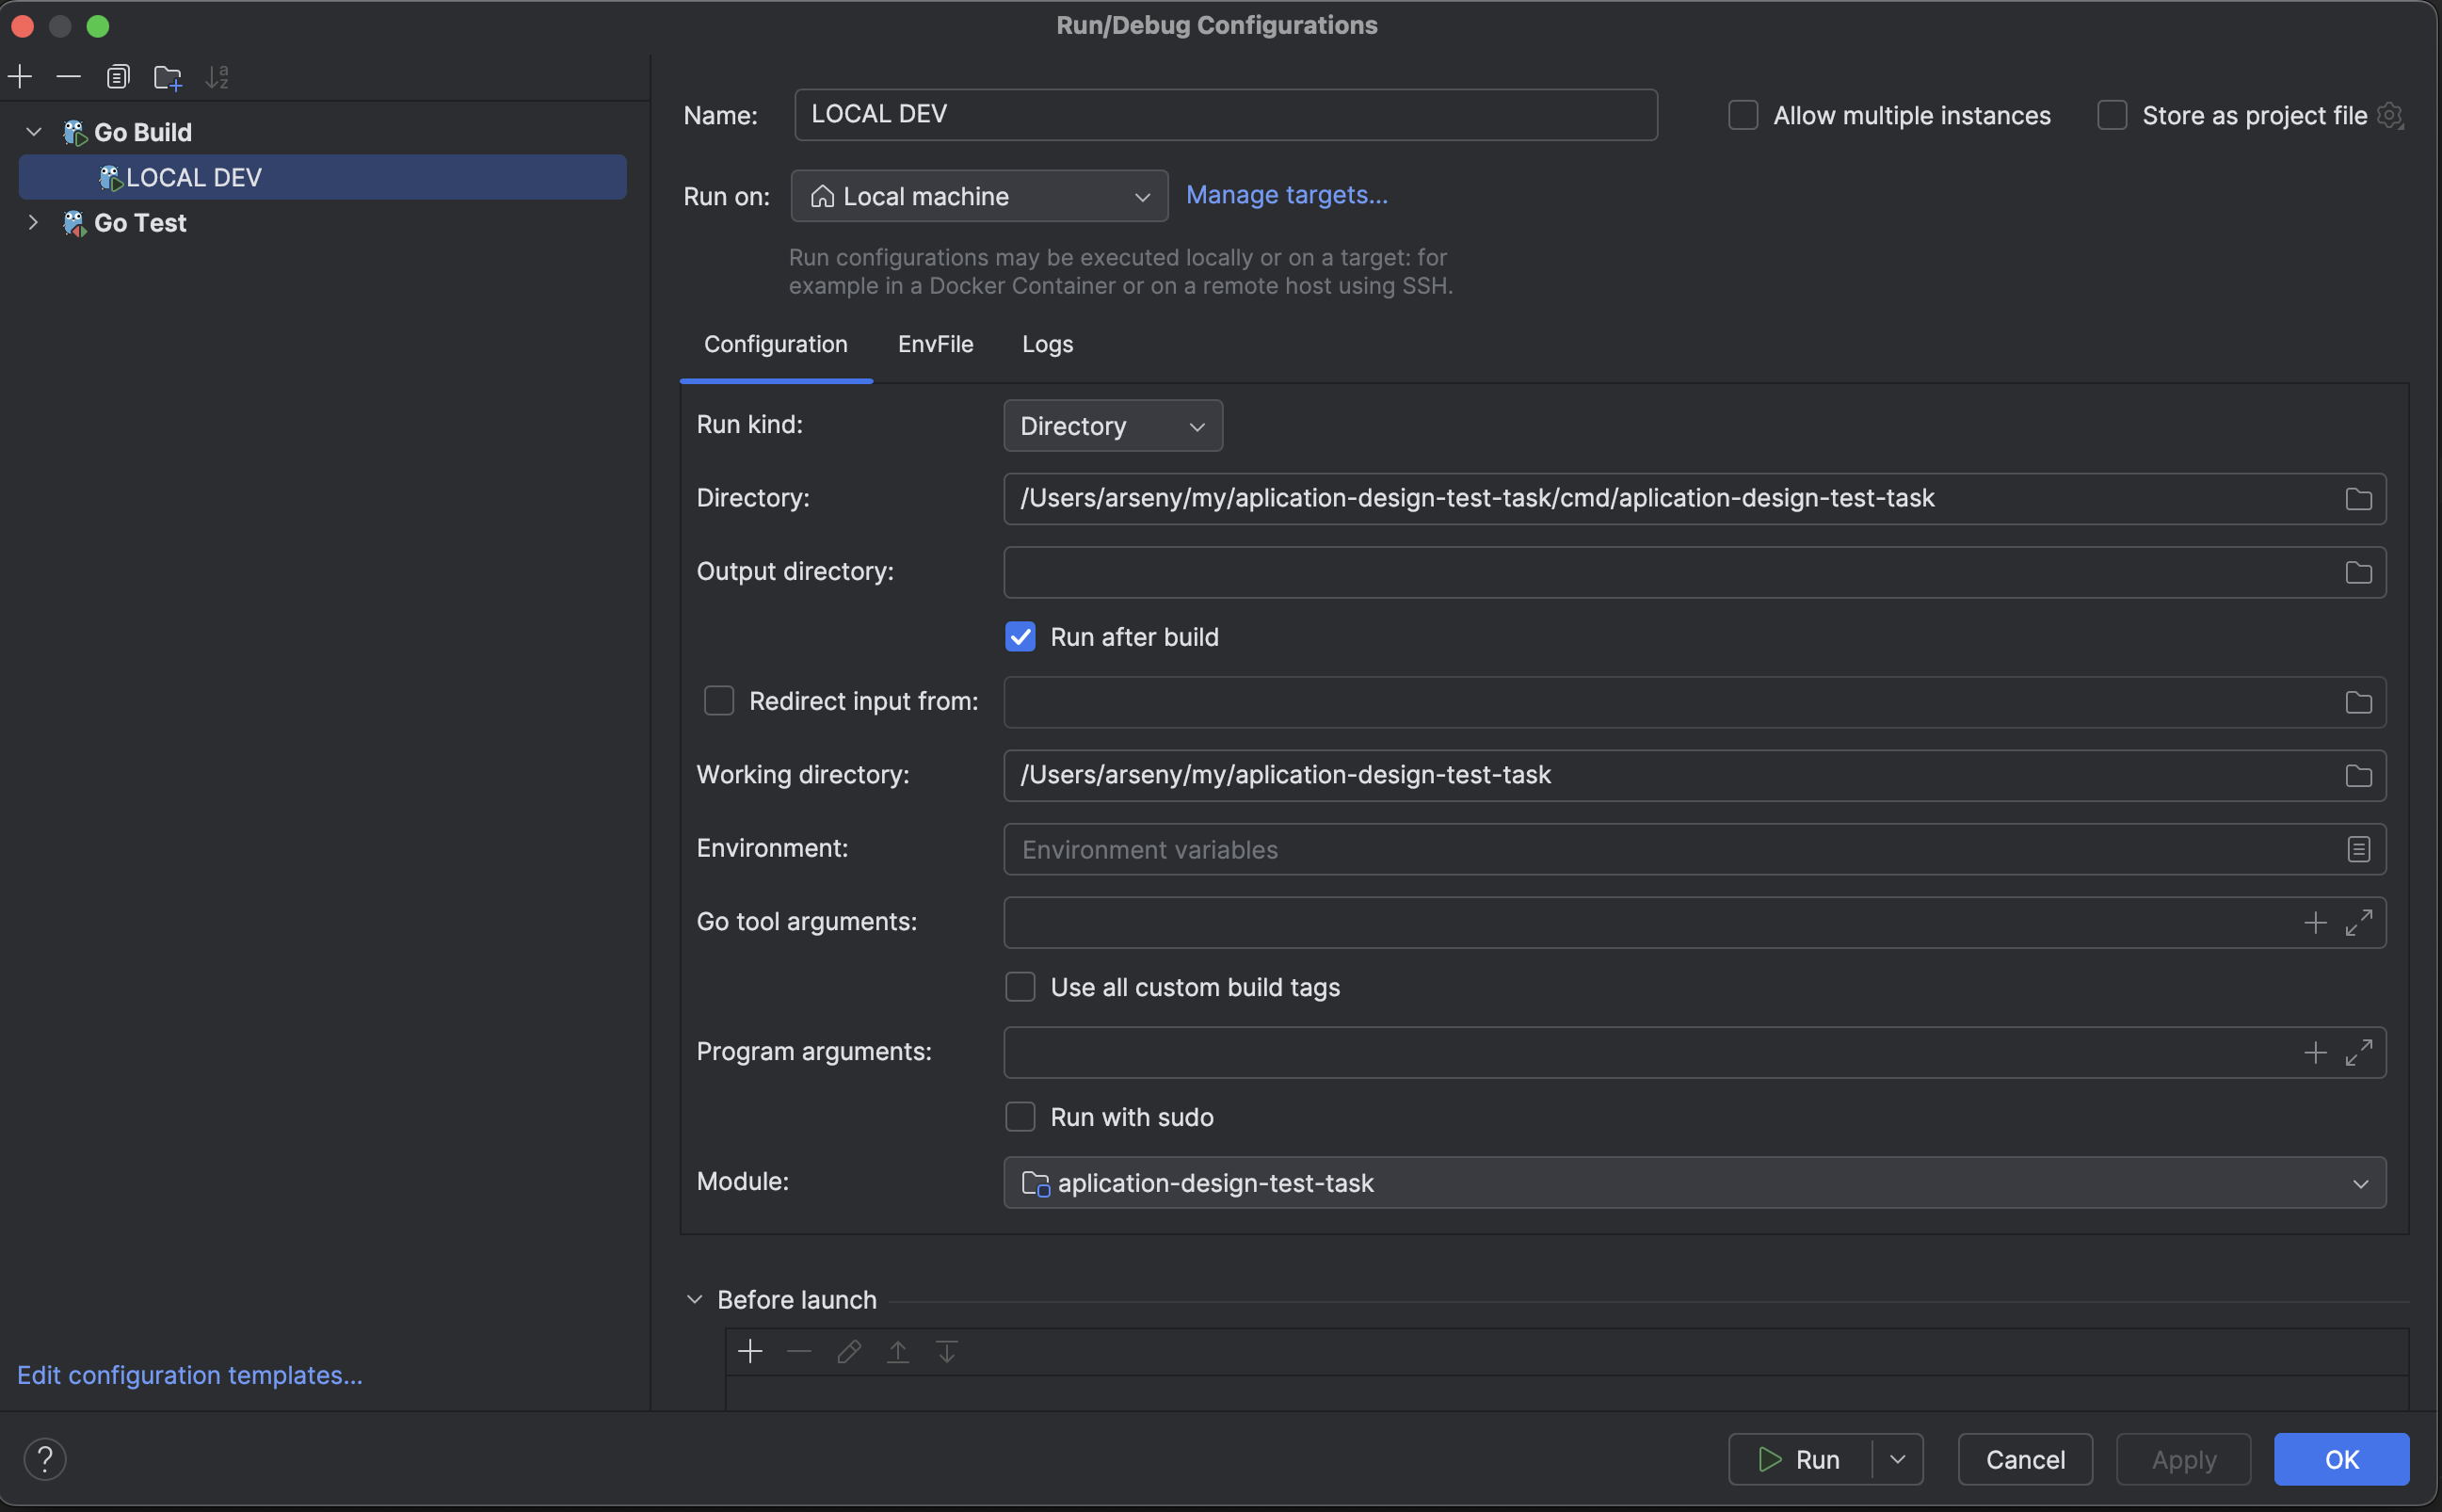 Run/Debug Configurations
Go Build
LOCAL DEV
Go Test
Edit configuration templates...
Name: LOCAL DEV
Allow multiple instances
Store as project file
Run on: Local machine Manage targets...
Run configurations may be executed locally or on a target: for
example in a Docker Container or on a remote host using SSH.
Configuration EnvFile Logs
Run kind: Directory
Directory: /Users/arseny/my/aplication-design-test-task/cmd/aplication-design-test-task
Output directory:
Run after build
Redirect input from:
Working directory: /Users/arseny/my/aplication-design-test-task
Environment: Environment variables
Go tool arguments:
Use all custom build tags
Program arguments:
Run with sudo
Module: aplication-design-test-task
Before launch
? Run Cancel Apply OK